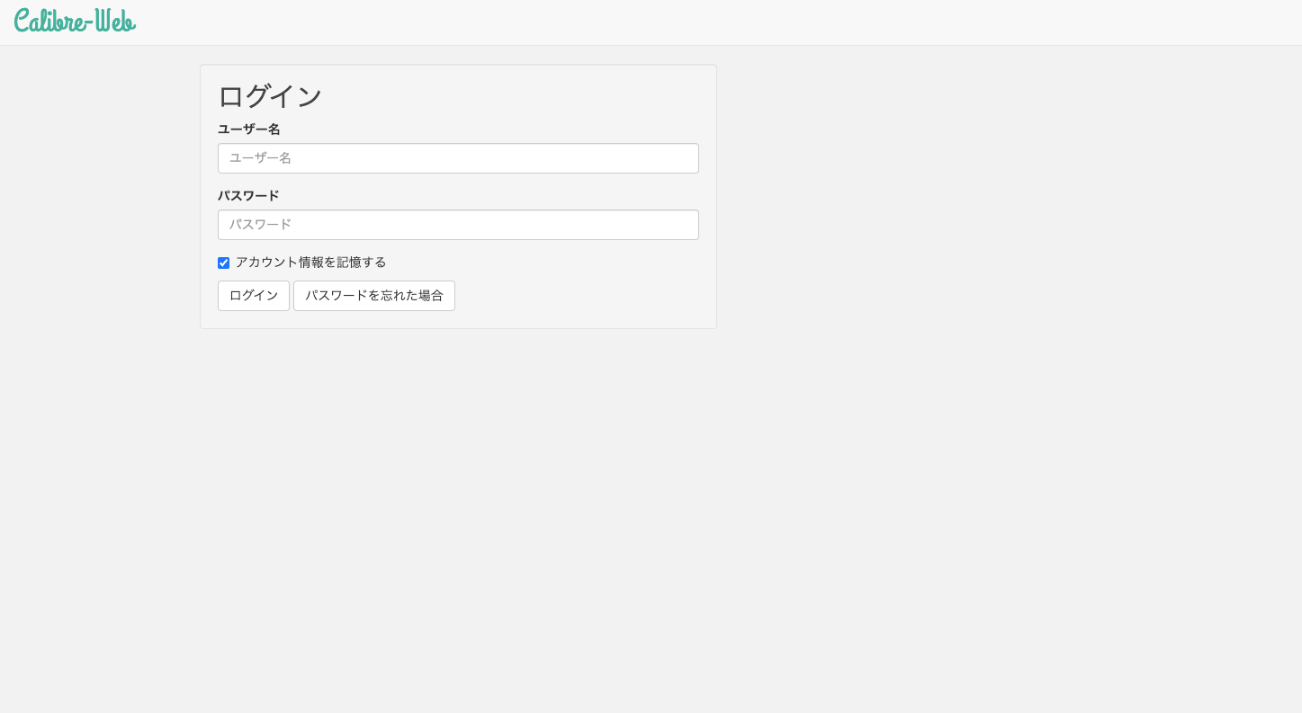 Calibre-Web
ログイン
ユーザー名
ユーザー名
パスワード
パスワード
アカウント情報を記憶する
ログイン パスワードを忘れた場合